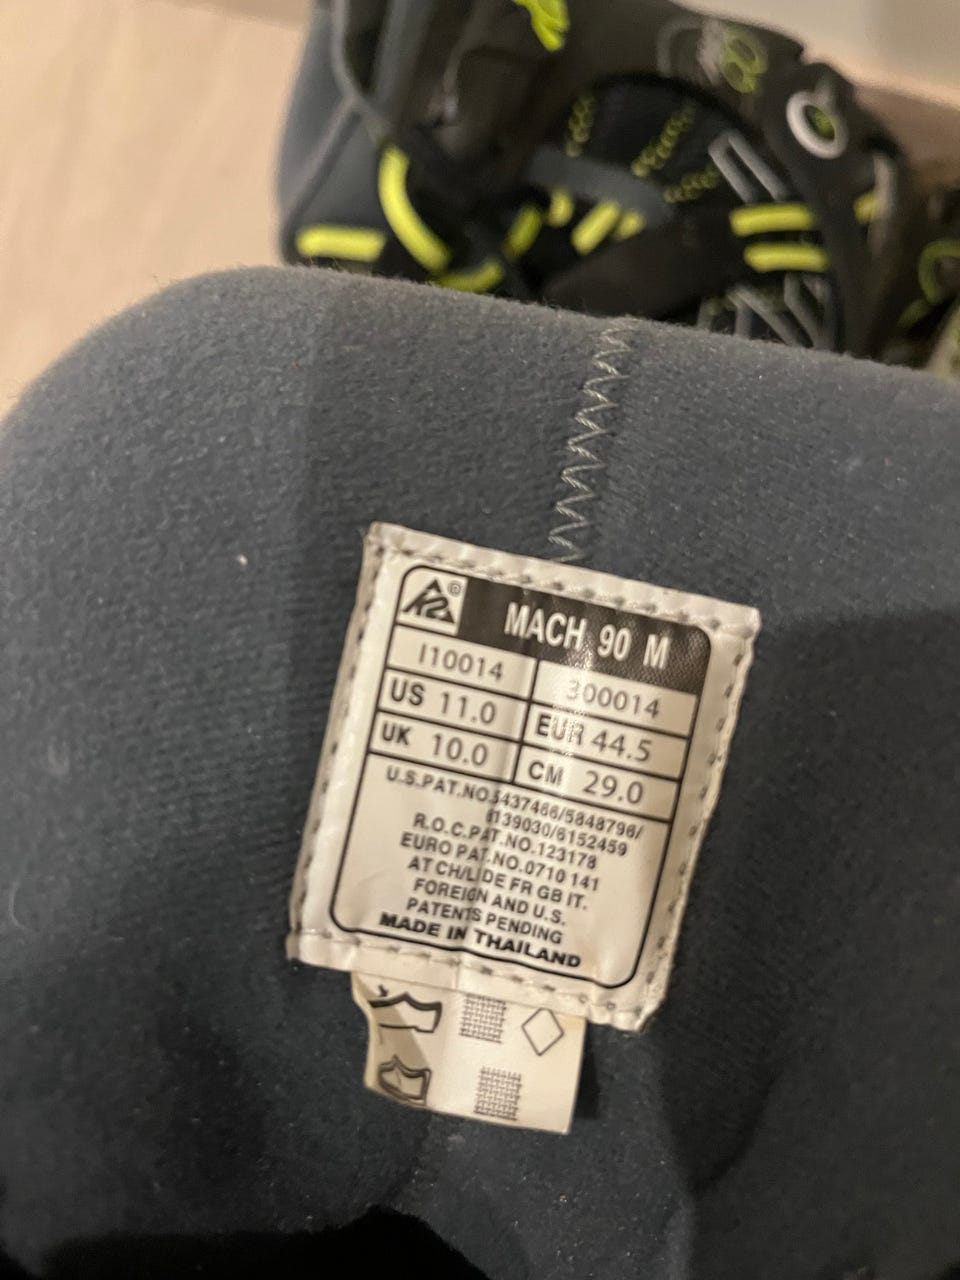 K2®
MACH 90 M
I10014 300014
US 11.0 EUR 44.5
UK 10.0 CM 29.0
U.S.PAT.NO.5437466/5848796/
6139030/6152459
R.O.C.PAT.NO.123178
EURO PAT.NO.0710 141
AT CH/LI DE FR GB IT.
FOREIGN AND U.S.
PATENTS PENDING
MADE IN THAILAND